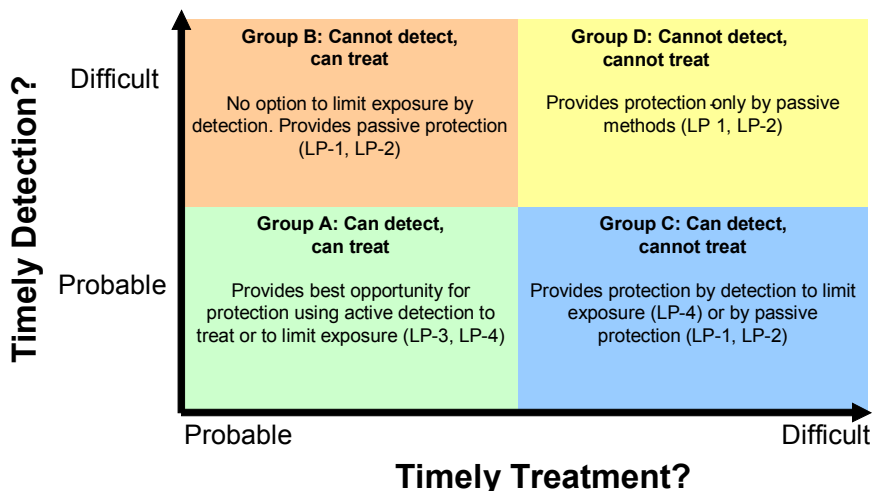 Timely Detection?
Difficult
Probable
Group B: Cannot detect,
can treat
No option to limit exposure by
detection. Provides passive protection
(LP-1, LP-2)
Group D: Cannot detect,
cannot treat
Provides protection only by passive
methods (LP 1, LP-2)
Group A: Can detect,
can treat
Provides best opportunity for
protection using active detection to
treat or to limit exposure (LP-3, LP-4)
Group C: Can detect,
cannot treat
Provides protection by detection to limit
exposure (LP-4) or by passive
protection (LP-1, LP-2)
Probable
Difficult
Timely Treatment?